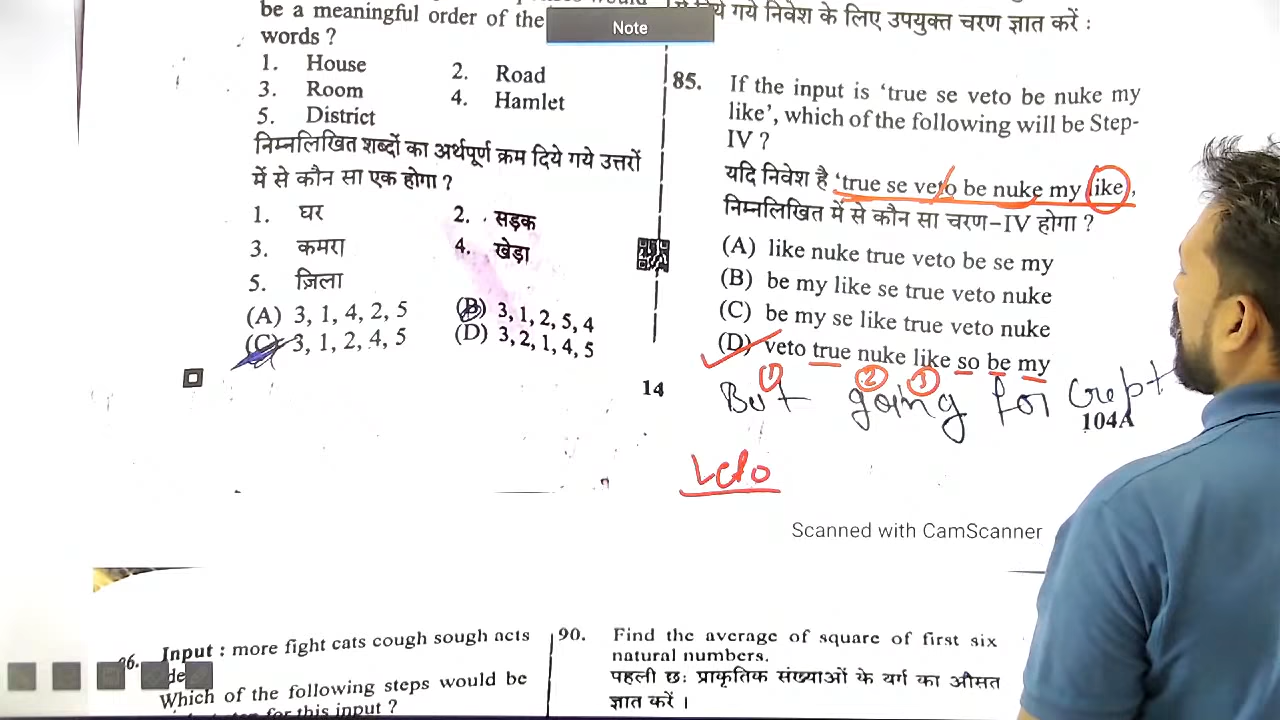 be a meaningful order of the
words ?
1. House
2. Road
3. Room
4. Hamlet
5. District
निम्नलिखित शब्दों का अर्थपूर्ण क्रम दिये गये उत्तरों
में से कौन सा एक होगा ?
1. घर
2. सड़क
3. कमरा
4. खेड़ा
5. ज़िला
(A) 3, 1, 4, 2, 5
(B) 3, 1, 2, 5, 4
(C) 3, 1, 2, 4, 5
(D) 3, 2, 1, 4, 5
Note
दिये गये निवेश के लिए उपयुक्त चरण ज्ञात करें :
85. If the input is ‘true se veto be nuke my
like’, which of the following will be Step-
IV ?
यदि निवेश है ‘true se veto be nuke my like’,
निम्नलिखित में से कौन सा चरण-IV होगा ?
(A) like nuke true veto be se my
(B) be my like se true veto nuke
(C) be my se like true veto nuke
(D) veto true nuke like so be my
1 2 3
But going for Crept
14
104A
veto
Scanned with CamScanner
Input : more fight cats cough sough acts
Which of the following steps would be
for this input ?
90. Find the average of square of first six
natural numbers.
पहली छः प्राकृतिक संख्याओं के वर्ग का औसत
ज्ञात करें ।